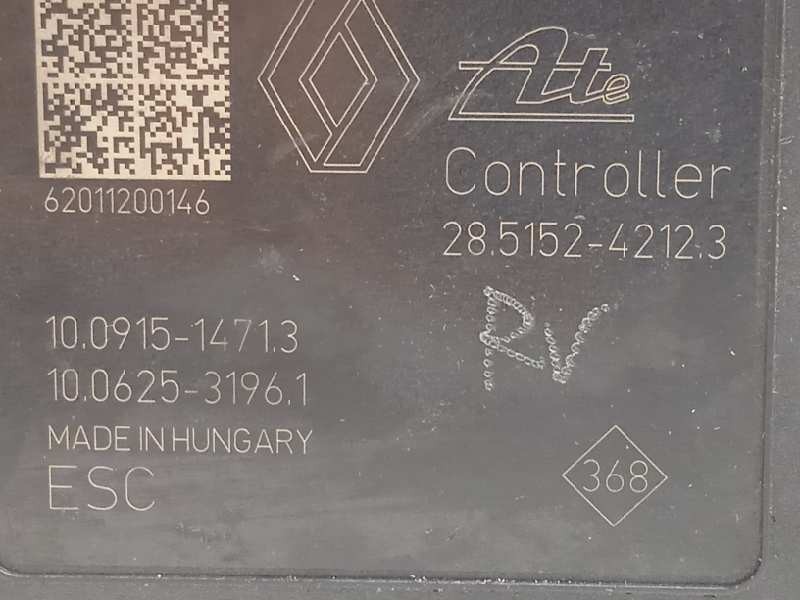 Ate
Controller
62011200146
28.5152-4212.3
10.0915-1471.3
10.0625-3196.1
RV
MADE IN HUNGARY
ESC
368